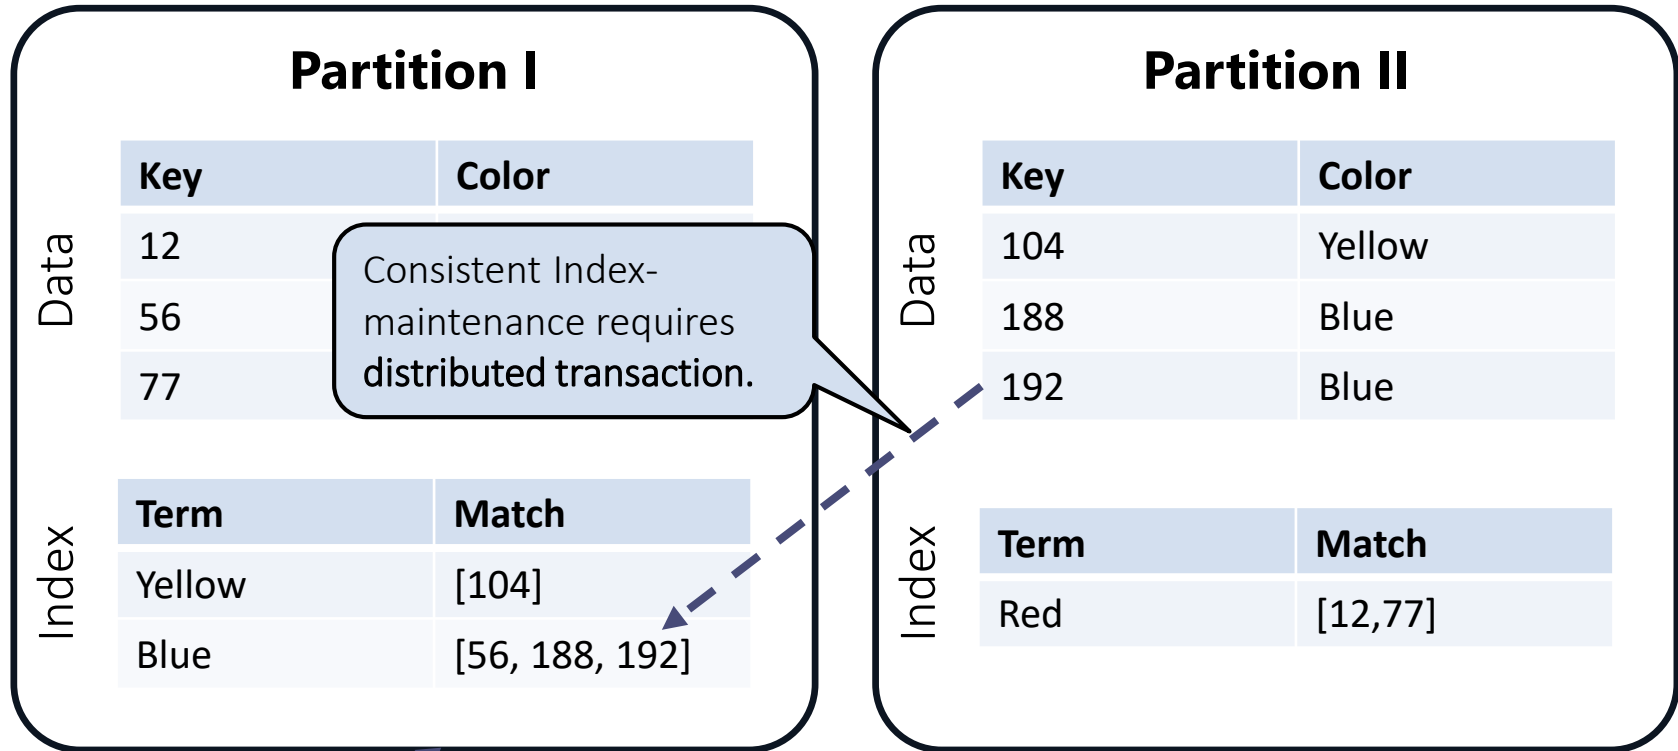 Partition I
Data
Key Color
12
56
77
Consistent Index-
maintenance requires
distributed transaction.
Index
Term Match
Yellow [104]
Blue [56, 188, 192]
Partition II
Data
Key Color
104 Yellow
188 Blue
192 Blue
Index
Term Match
Red [12,77]